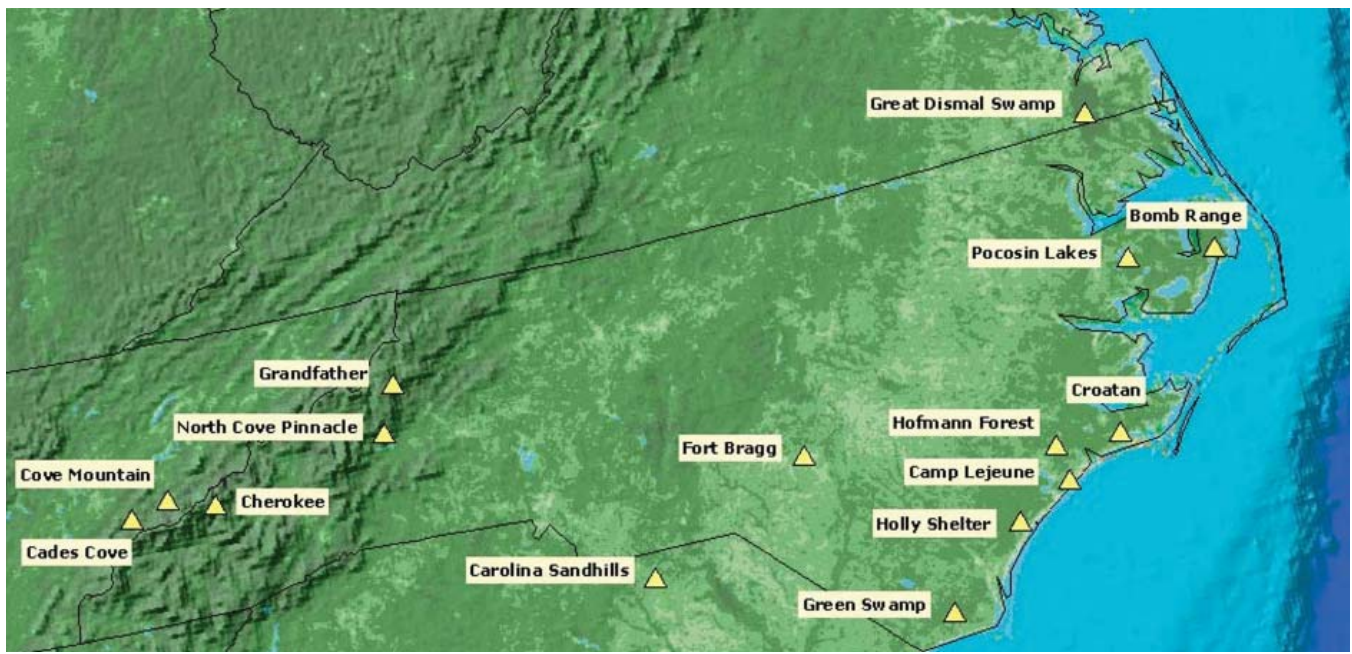 Great Dismal Swamp
Bomb Range
Pocosin Lakes
Grandfather
Croatan
North Cove Pinnacle
Hofmann Forest
Fort Bragg
Camp Lejeune
Cove Mountain
Cherokee
Holly Shelter
Cades Cove
Carolina Sandhills
Green Swamp